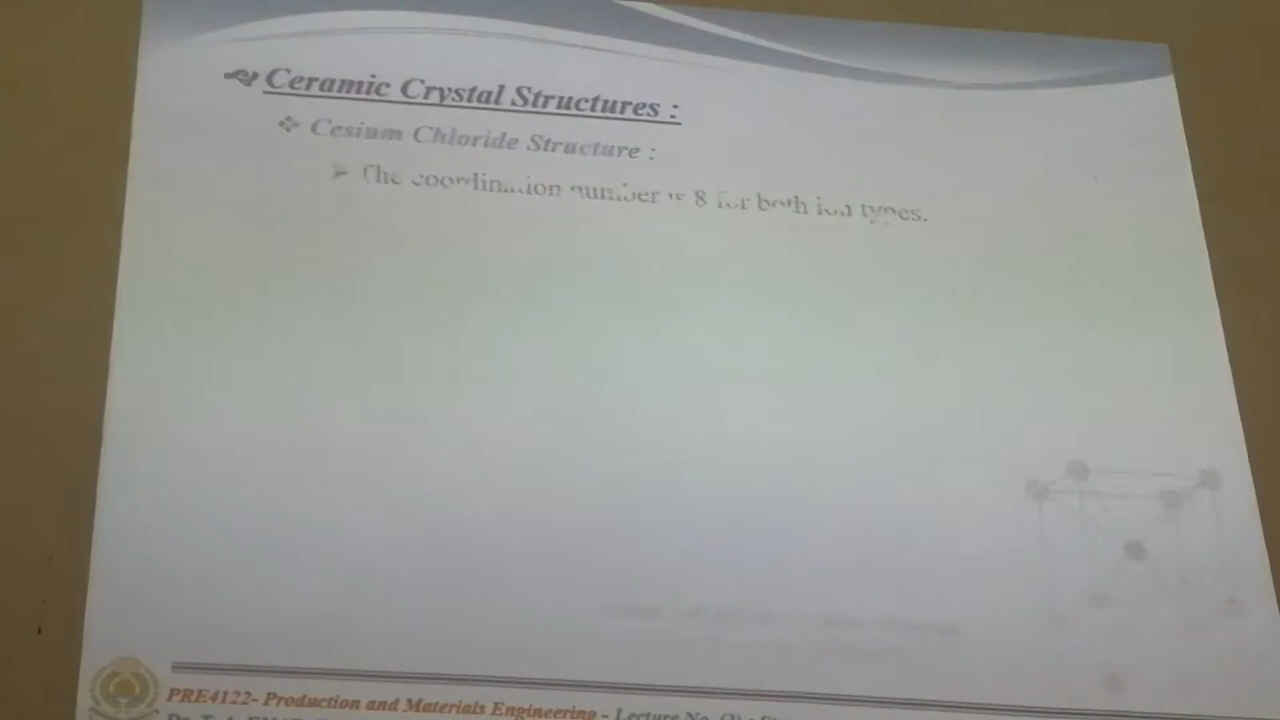 Ceramic Crystal Structures :
Cesium Chloride Structure :
The coordination number is 8 for both ion types.
PRE4122- Production and Materials Engineering - Lecture No.